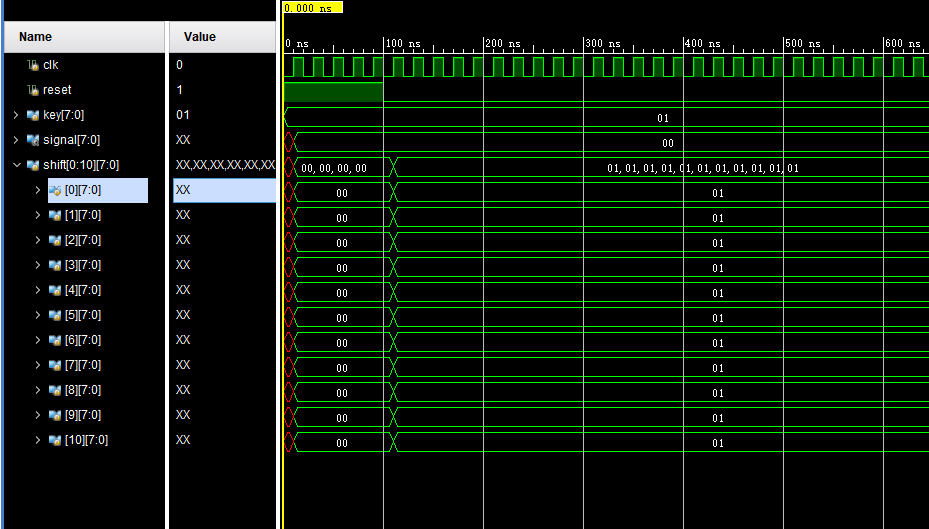 0.000 ns
Name Value
0 ns 100 ns 200 ns 300 ns 400 ns 500 ns 600 ns
clk 0
reset 1
key[7:0] 01 01
signal[7:0] XX 00
shift[0:10][7:0] XX,XX,XX,XX,XX,XX 00, 00, 00, 00 01, 01, 01, 01, 01, 01, 01, 01, 01, 01, 01
[0][7:0] XX 00 01
[1][7:0] XX 00 01
[2][7:0] XX 00 01
[3][7:0] XX 00 01
[4][7:0] XX 00 01
[5][7:0] XX 00 01
[6][7:0] XX 00 01
[7][7:0] XX 00 01
[8][7:0] XX 00 01
[9][7:0] XX 00 01
[10][7:0] XX 00 01